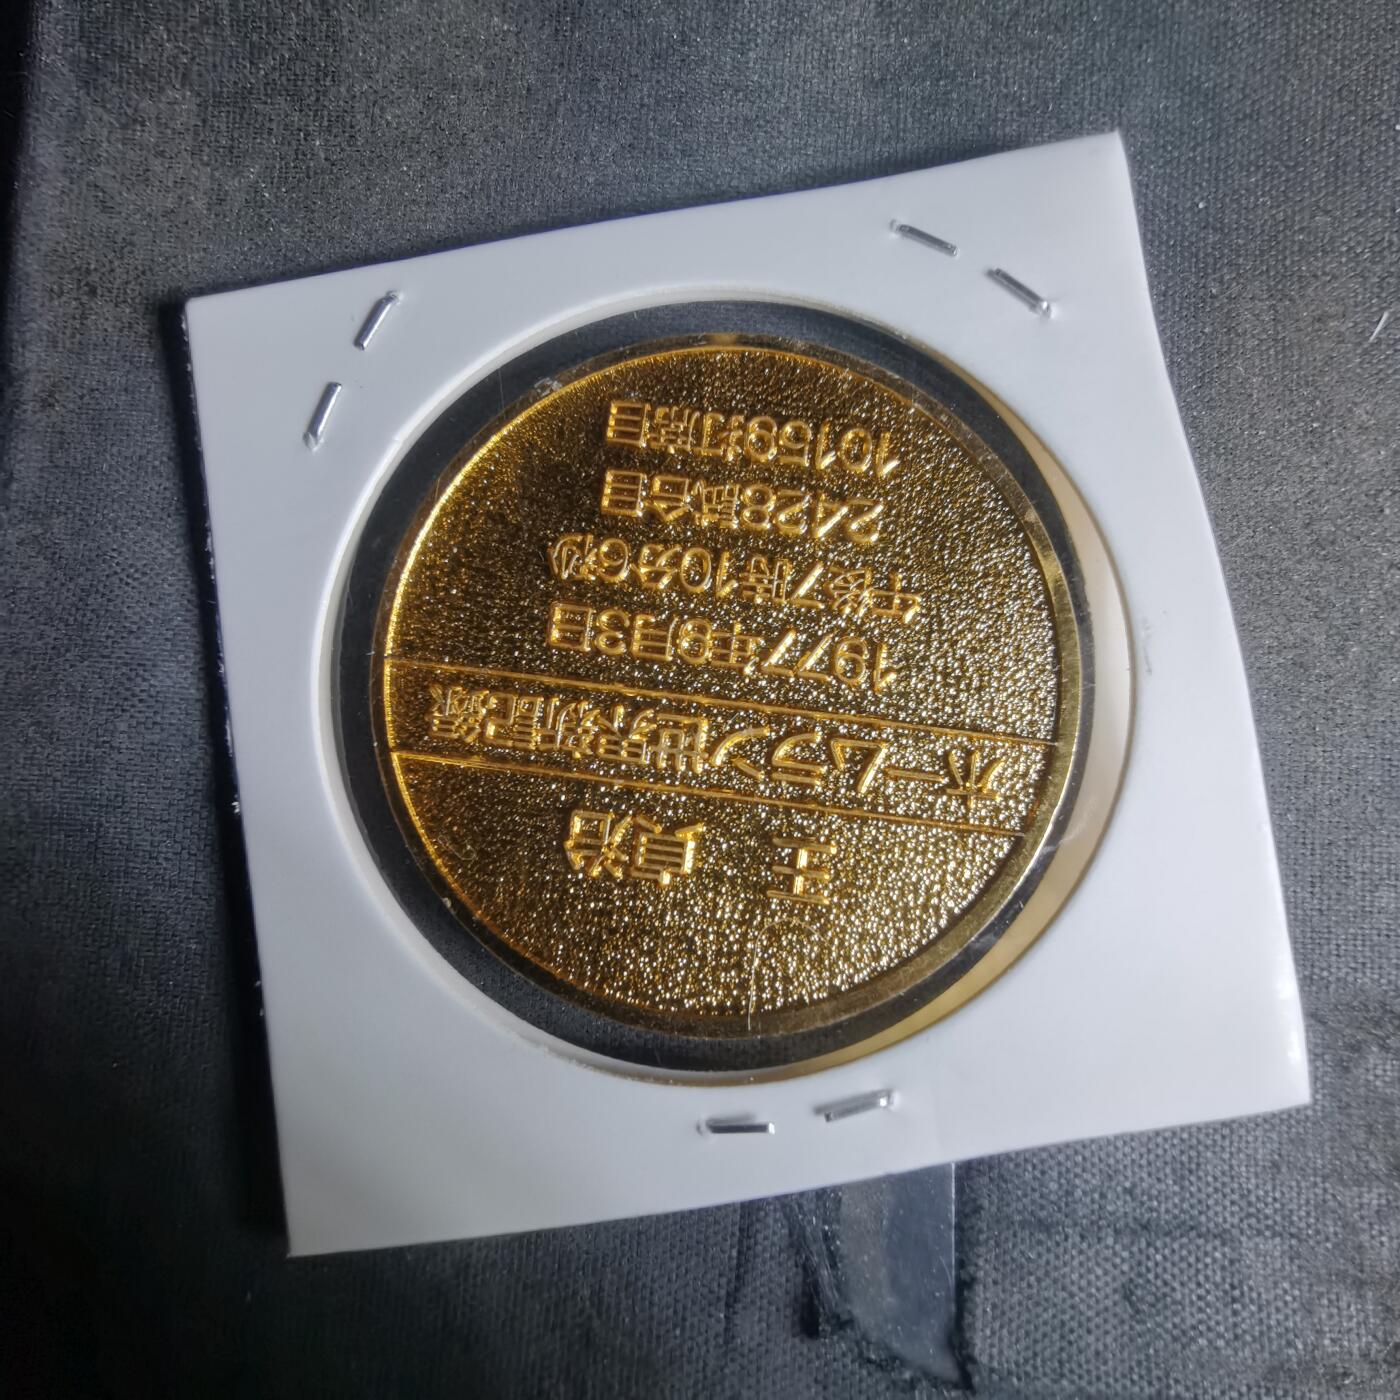 王 貞治
ホームラン世界新記録
1977年9月3日
午後7時10分6秒
2428試合目
10159打席目